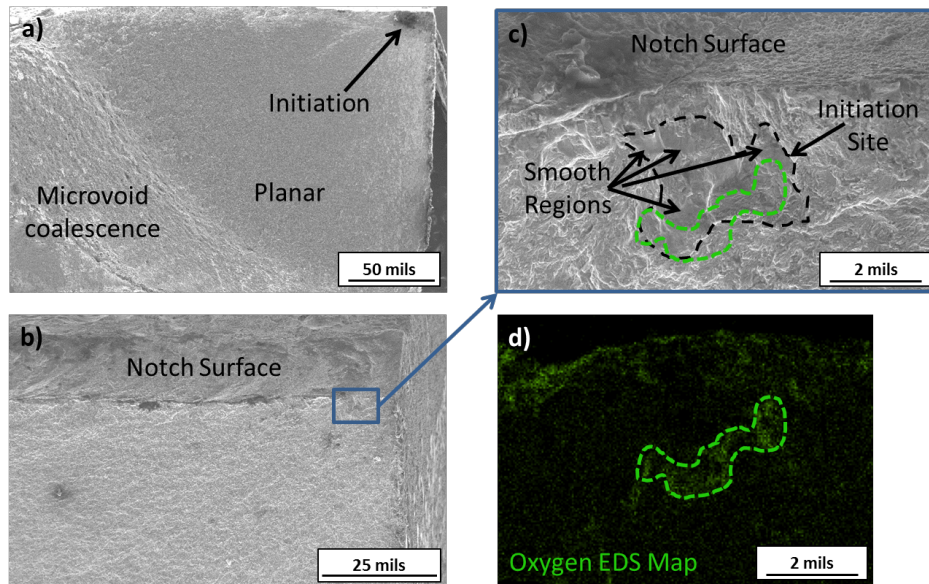 a)
Initiation
Microvoid
coalescence
Planar
50 mils
b)
Notch Surface
25 mils
c)
Notch Surface
Initiation
Site
Smooth
Regions
2 mils
d)
Oxygen EDS Map
2 mils